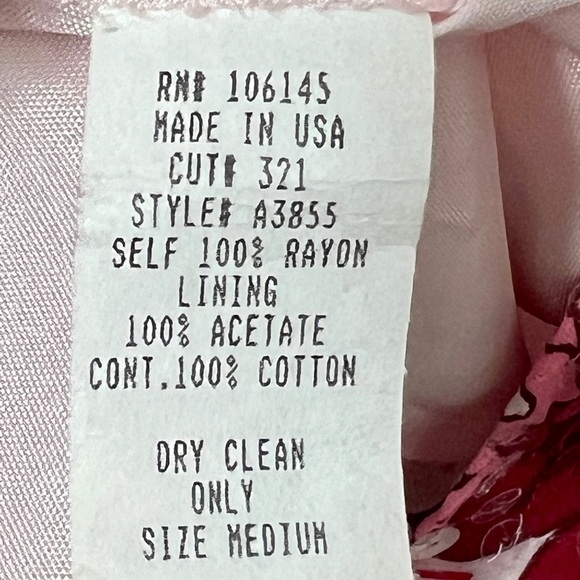 RN# 106145
MADE IN USA
CUT# 321
STYLE# A3855
SELF 100% RAYON
LINING
100% ACETATE
CONT.100% COTTON
DRY CLEAN
ONLY
SIZE MEDIUM